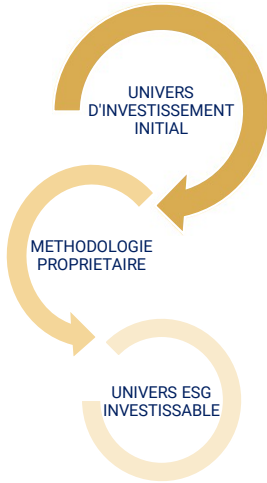 UNIVERS
D'INVESTISSEMENT
INITIAL
METHODOLOGIE
PROPRIETAIRE
UNIVERS ESG
INVESTISSABLE